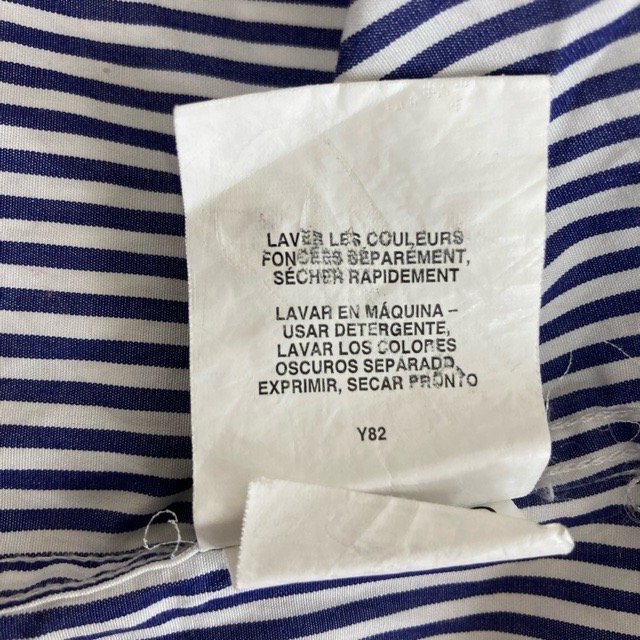 LAVER LES COULEURS
FONCÉES SÉPARÉMENT,
SÉCHER RAPIDEMENT
LAVAR EN MÁQUINA –
USAR DETERGENTE,
LAVAR LOS COLORES
OSCUROS SEPARADO,
EXPRIMIR, SECAR PRONTO
Y82